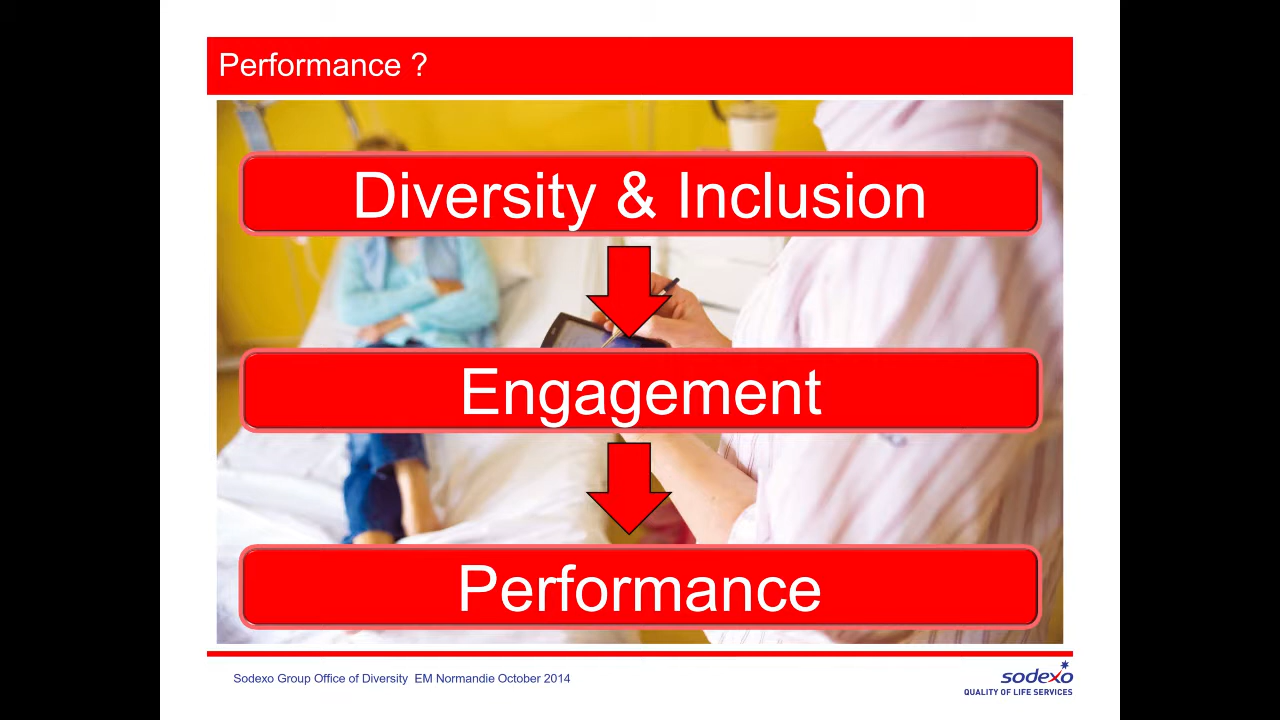 Performance ?
Diversity & Inclusion
Engagement
Performance
Sodexo Group Office of Diversity EM Normandie October 2014
sodexo
QUALITY OF LIFE SERVICES